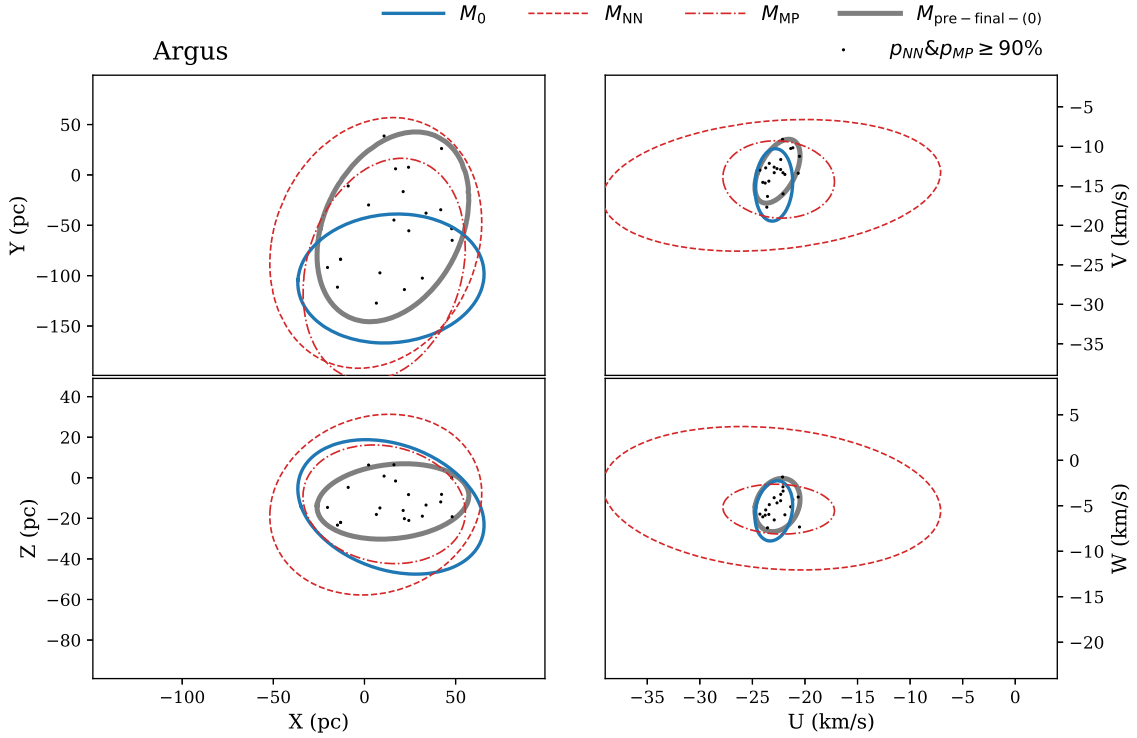 M₀ M_NN M_MP M_pre−final−(0)
Argus
p_NN&p_MP ≥ 90%
50
0
−50
−100
−150
Y (pc)
−5
−10
−15
−20
−25
−30
−35
V (km/s)
40
20
0
−20
−40
−60
−80
Z (pc)
5
0
−5
−10
−15
−20
W (km/s)
−100 −50 0 50
X (pc)
−35 −30 −25 −20 −15 −10 −5 0
U (km/s)